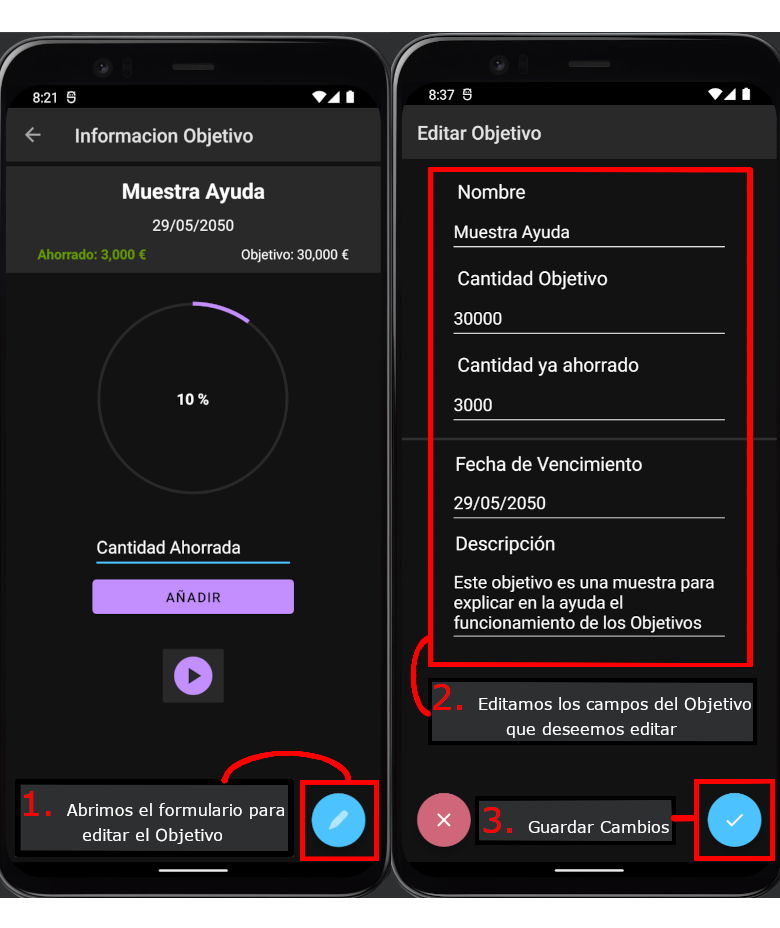 8:21
Informacion Objetivo
Muestra Ayuda
29/05/2050
Ahorrado: 3,000 €
Objetivo: 30,000 €
10 %
Cantidad Ahorrada
AÑADIR
1. Abrimos el formulario para
editar el Objetivo
8:37
Editar Objetivo
Nombre
Muestra Ayuda
Cantidad Objetivo
30000
Cantidad ya ahorrado
3000
Fecha de Vencimiento
29/05/2050
Descripción
Este objetivo es una muestra para
explicar en la ayuda el
funcionamiento de los Objetivos
2. Editamos los campos del Objetivo
que deseemos editar
3. Guardar Cambios